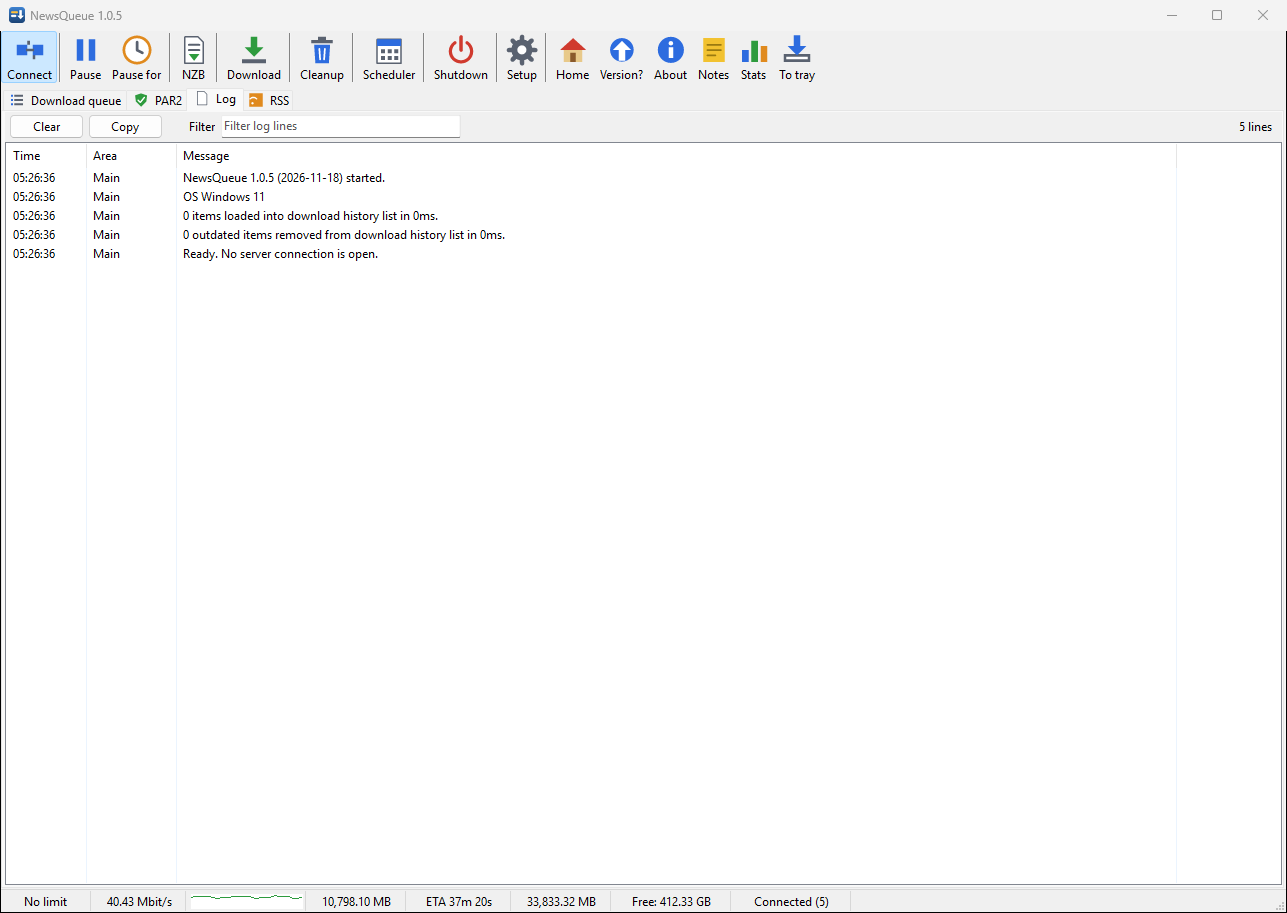 NewsQueue 1.0.5
Connect Pause Pause for NZB Download Cleanup Scheduler Shutdown Setup Home Version? About Notes Stats To tray
Download queue PAR2 Log RSS
Clear Copy Filter Filter log lines 5 lines
Time Area Message
05:26:36 Main NewsQueue 1.0.5 (2026-11-18) started.
05:26:36 Main OS Windows 11
05:26:36 Main 0 items loaded into download history list in 0ms.
05:26:36 Main 0 outdated items removed from download history list in 0ms.
05:26:36 Main Ready. No server connection is open.
No limit 40.43 Mbit/s 10,798.10 MB ETA 37m 20s 33,833.32 MB Free: 412.33 GB Connected (5)